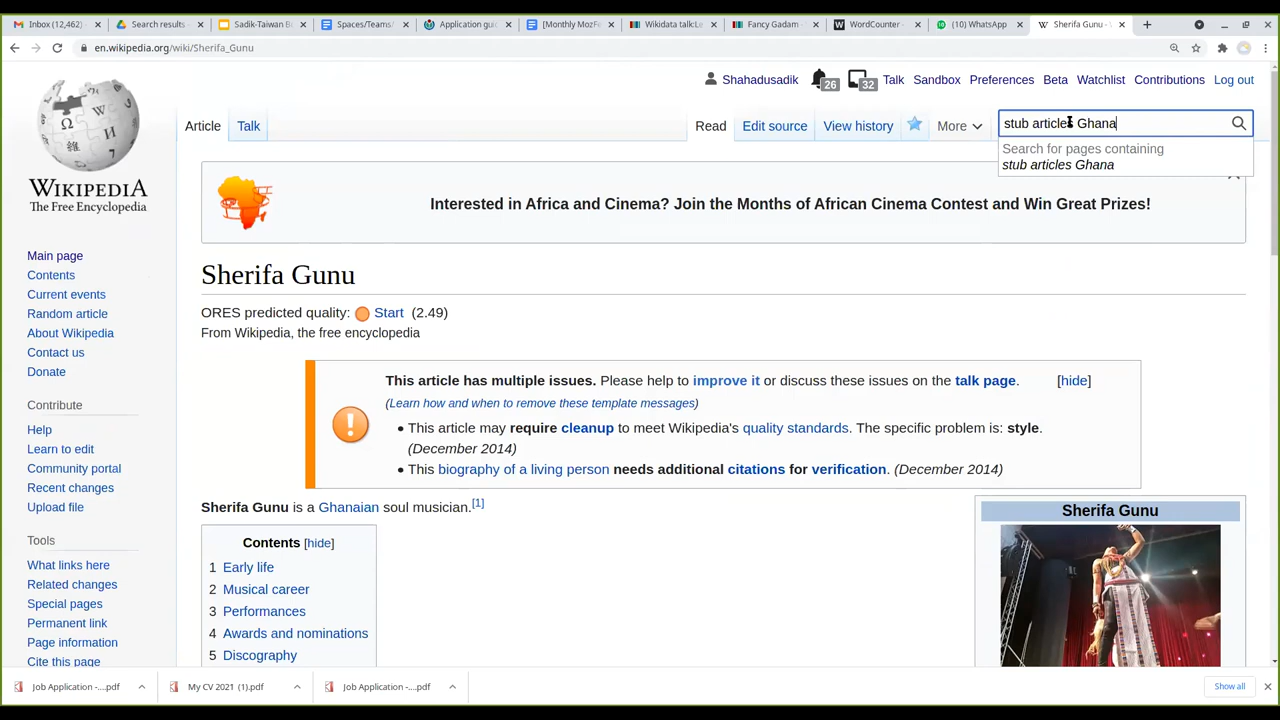 Inbox (12,462)
Search results
Sadik-Taiwan B
Spaces/Teams/
Application gui
[Monthly MozF
Wikidata talk:Le
Fancy Gadam -
WordCounter -
(10) WhatsApp
Sherifa Gunu -
en.wikipedia.org/wiki/Sherifa_Gunu
Shahadusadik 26 32 Talk Sandbox Preferences Beta Watchlist Contributions Log out
Article Talk Read Edit source View history More stub articles Ghana
Search for pages containing
stub articles Ghana
WIKIPEDIA
The Free Encyclopedia
Interested in Africa and Cinema? Join the Months of African Cinema Contest and Win Great Prizes!
Main page
Contents
Current events
Random article
About Wikipedia
Contact us
Donate
Contribute
Help
Learn to edit
Community portal
Recent changes
Upload file
Tools
What links here
Related changes
Special pages
Permanent link
Page information
Cite this page
Sherifa Gunu
ORES predicted quality: Start (2.49)
From Wikipedia, the free encyclopedia
This article has multiple issues. Please help to improve it or discuss these issues on the talk page. [hide]
(Learn how and when to remove these template messages)
• This article may require cleanup to meet Wikipedia's quality standards. The specific problem is: style.
(December 2014)
• This biography of a living person needs additional citations for verification. (December 2014)
Sherifa Gunu is a Ghanaian soul musician.[1]
Contents [hide]
1 Early life
2 Musical career
3 Performances
4 Awards and nominations
5 Discography
Sherifa Gunu
Job Application -....pdf
My CV 2021 (1).pdf
Job Application -....pdf
Show all